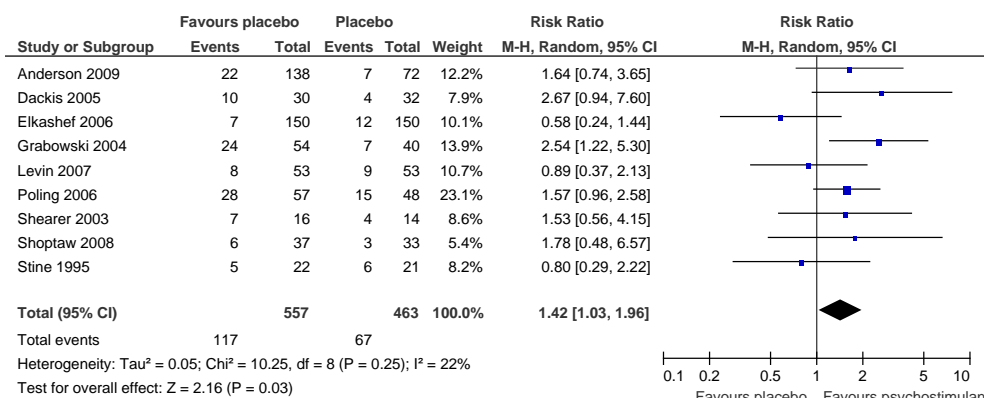 Favours placebo Placebo Risk Ratio Risk Ratio
Study or Subgroup Events Total Events Total Weight M-H, Random, 95% CI M-H, Random, 95% CI
Anderson 2009 22 138 7 72 12.2% 1.64 [0.74, 3.65]
Dackis 2005 10 30 4 32 7.9% 2.67 [0.94, 7.60]
Elkashef 2006 7 150 12 150 10.1% 0.58 [0.24, 1.44]
Grabowski 2004 24 54 7 40 13.9% 2.54 [1.22, 5.30]
Levin 2007 8 53 9 53 10.7% 0.89 [0.37, 2.13]
Poling 2006 28 57 15 48 23.1% 1.57 [0.96, 2.58]
Shearer 2003 7 16 4 14 8.6% 1.53 [0.56, 4.15]
Shoptaw 2008 6 37 3 33 5.4% 1.78 [0.48, 6.57]
Stine 1995 5 22 6 21 8.2% 0.80 [0.29, 2.22]
Total (95% CI) 557 463 100.0% 1.42 [1.03, 1.96]
Total events 117 67
Heterogeneity: Tau² = 0.05; Chi² = 10.25, df = 8 (P = 0.25); I² = 22%
Test for overall effect: Z = 2.16 (P = 0.03)
0.1 0.2 0.5 1 2 5 10
Favours placebo Favours psychostimulan